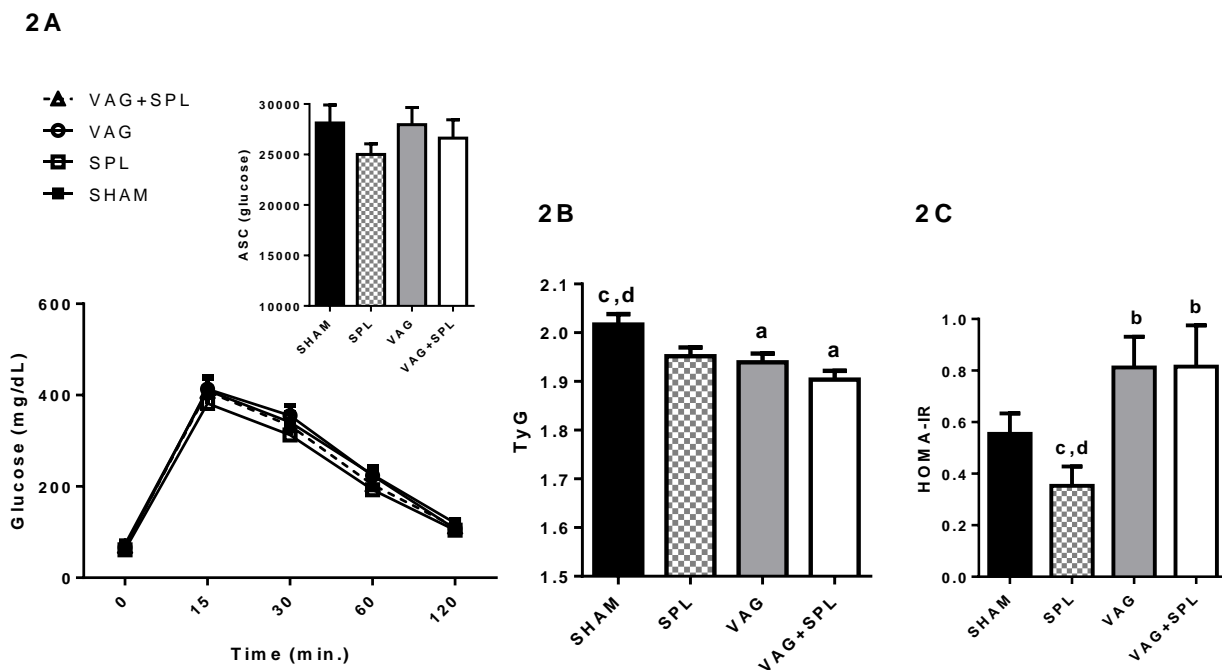 2A
VAG+SPL
VAG
SPL
SHAM
30000
25000
20000
15000
10000
ASC (glucose)
SHAM
SPL
VAG
VAG+SPL
600
400
200
0
Glucose (mg/dL)
0
15
30
60
120
Time (min.)
2B
2.1
2.0
1.9
1.8
1.7
1.6
1.5
TyG
c,d
a
a
SHAM
SPL
VAG
VAG+SPL
2C
1.0
0.8
0.6
0.4
0.2
0.0
HOMA-IR
c,d
b
b
SHAM
SPL
VAG
VAG+SPL